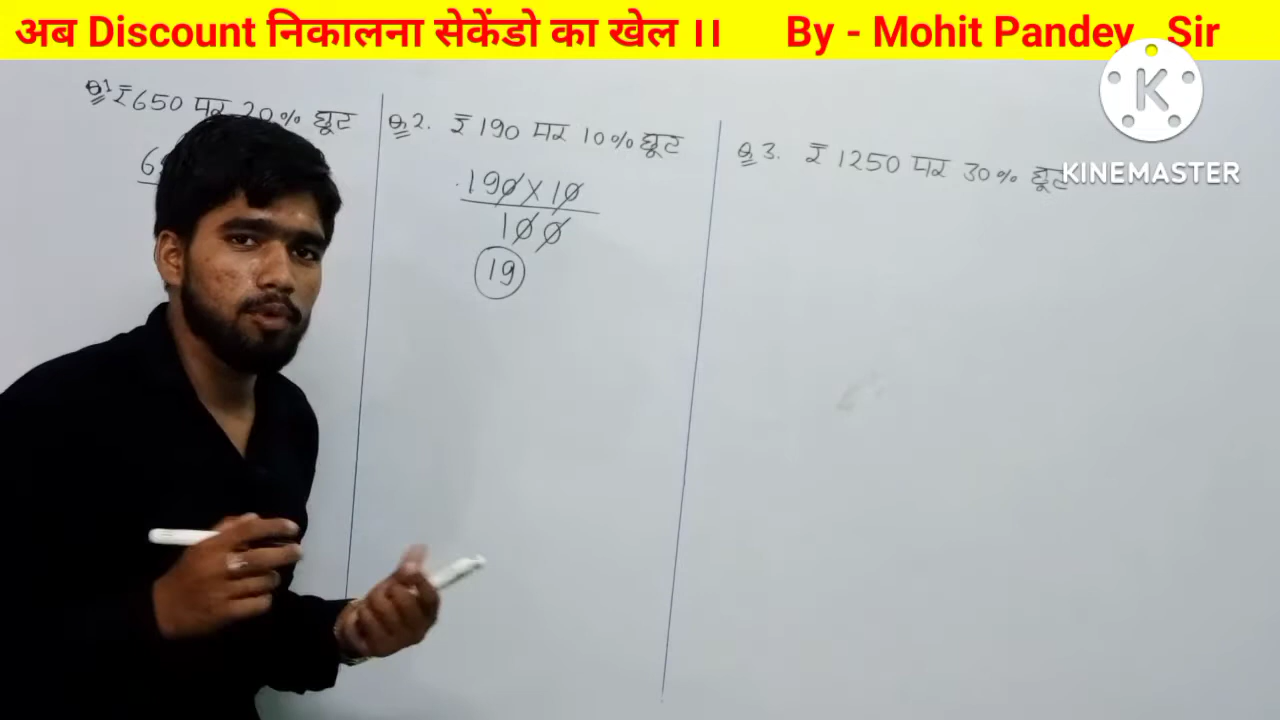 अब Discount निकालना सेकेंडो का खेल ।। By - Mohit Pandey Sir
Q1 ₹650 पर 20% छूट
Q2. ₹190 पर 10% छूट
190 X 10
100
19
Q3. ₹1250 पर 30% छूट
K
KINEMASTER